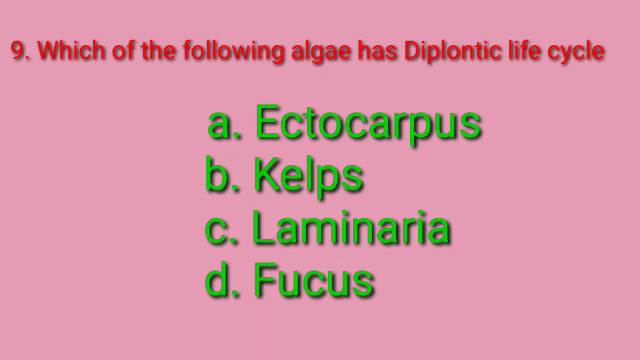 9. Which of the following algae has Diplontic life cycle
a. Ectocarpus
b. Kelps
c. Laminaria
d. Fucus